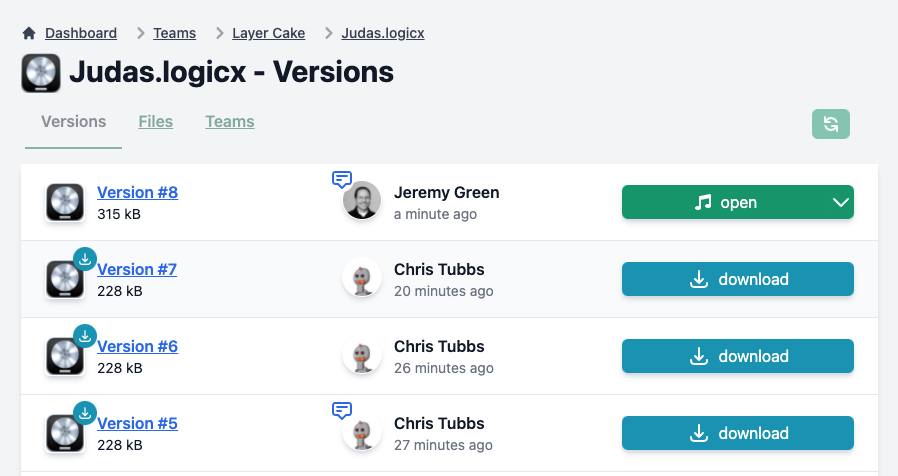 Dashboard > Teams > Layer Cake > Judas.logicx
Judas.logicx - Versions
Versions Files Teams
Version #8 Jeremy Green open
315 kB a minute ago
Version #7 Chris Tubbs download
228 kB 20 minutes ago
Version #6 Chris Tubbs download
228 kB 26 minutes ago
Version #5 Chris Tubbs download
228 kB 27 minutes ago